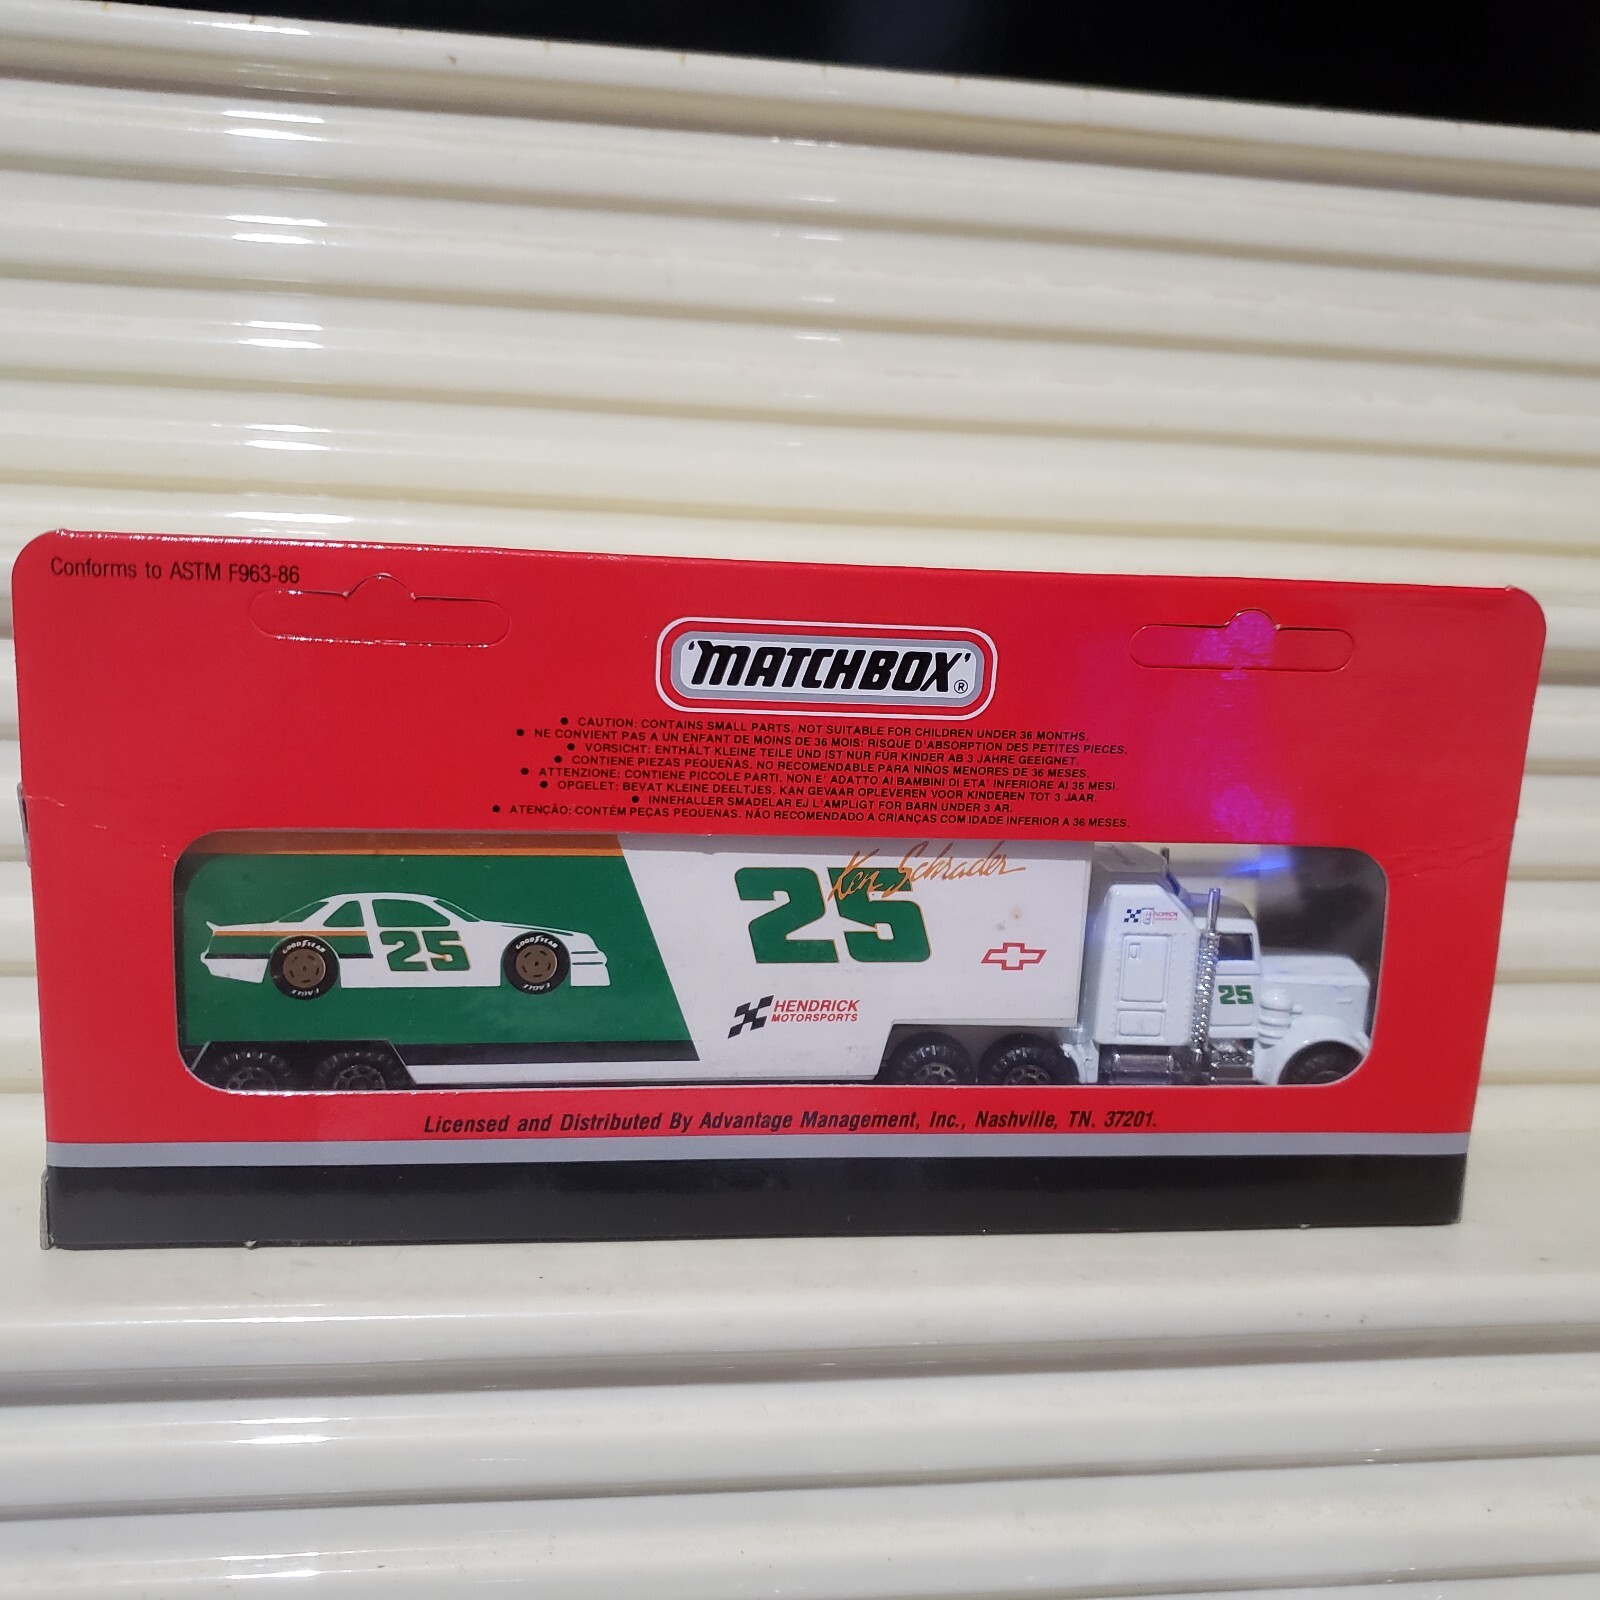 Conforms to ASTM F963-86
'MATCHBOX'®
● CAUTION: CONTAINS SMALL PARTS. NOT SUITABLE FOR CHILDREN UNDER 36 MONTHS.
● NE CONVIENT PAS A UN ENFANT DE MOINS DE 36 MOIS: RISQUE D'ABSORPTION DES PETITES PIECES.
● VORSICHT: ENTHÄLT KLEINE TEILE UND IST NUR FÜR KINDER AB 3 JAHRE GEEIGNET.
● CONTIENE PIEZAS PEQUEÑAS. NO RECOMENDABLE PARA NIÑOS MENORES DE 36 MESES.
● ATTENZIONE: CONTIENE PICCOLE PARTI. NON E' ADATTO AI BAMBINI DI ETA' INFERIORE AI 36 MESI.
● OPGELET: BEVAT KLEINE DEELTJES. KAN GEVAAR OPLEVEREN VOOR KINDEREN TOT 3 JAAR.
● INNEHALLER SMADELAR EJ L'AMPLIGT FOR BARN UNDER 3 AR.
● ATENÇÃO: CONTÉM PEÇAS PEQUENAS. NÃO RECOMENDADO A CRIANÇAS COM IDADE INFERIOR A 36 MESES.
Ken Schrader
25
25
GOODYEAR
EAGLE
GOODYEAR
EAGLE
HENDRICK
MOTORSPORTS
25
Licensed and Distributed By Advantage Management, Inc., Nashville, TN. 37201.